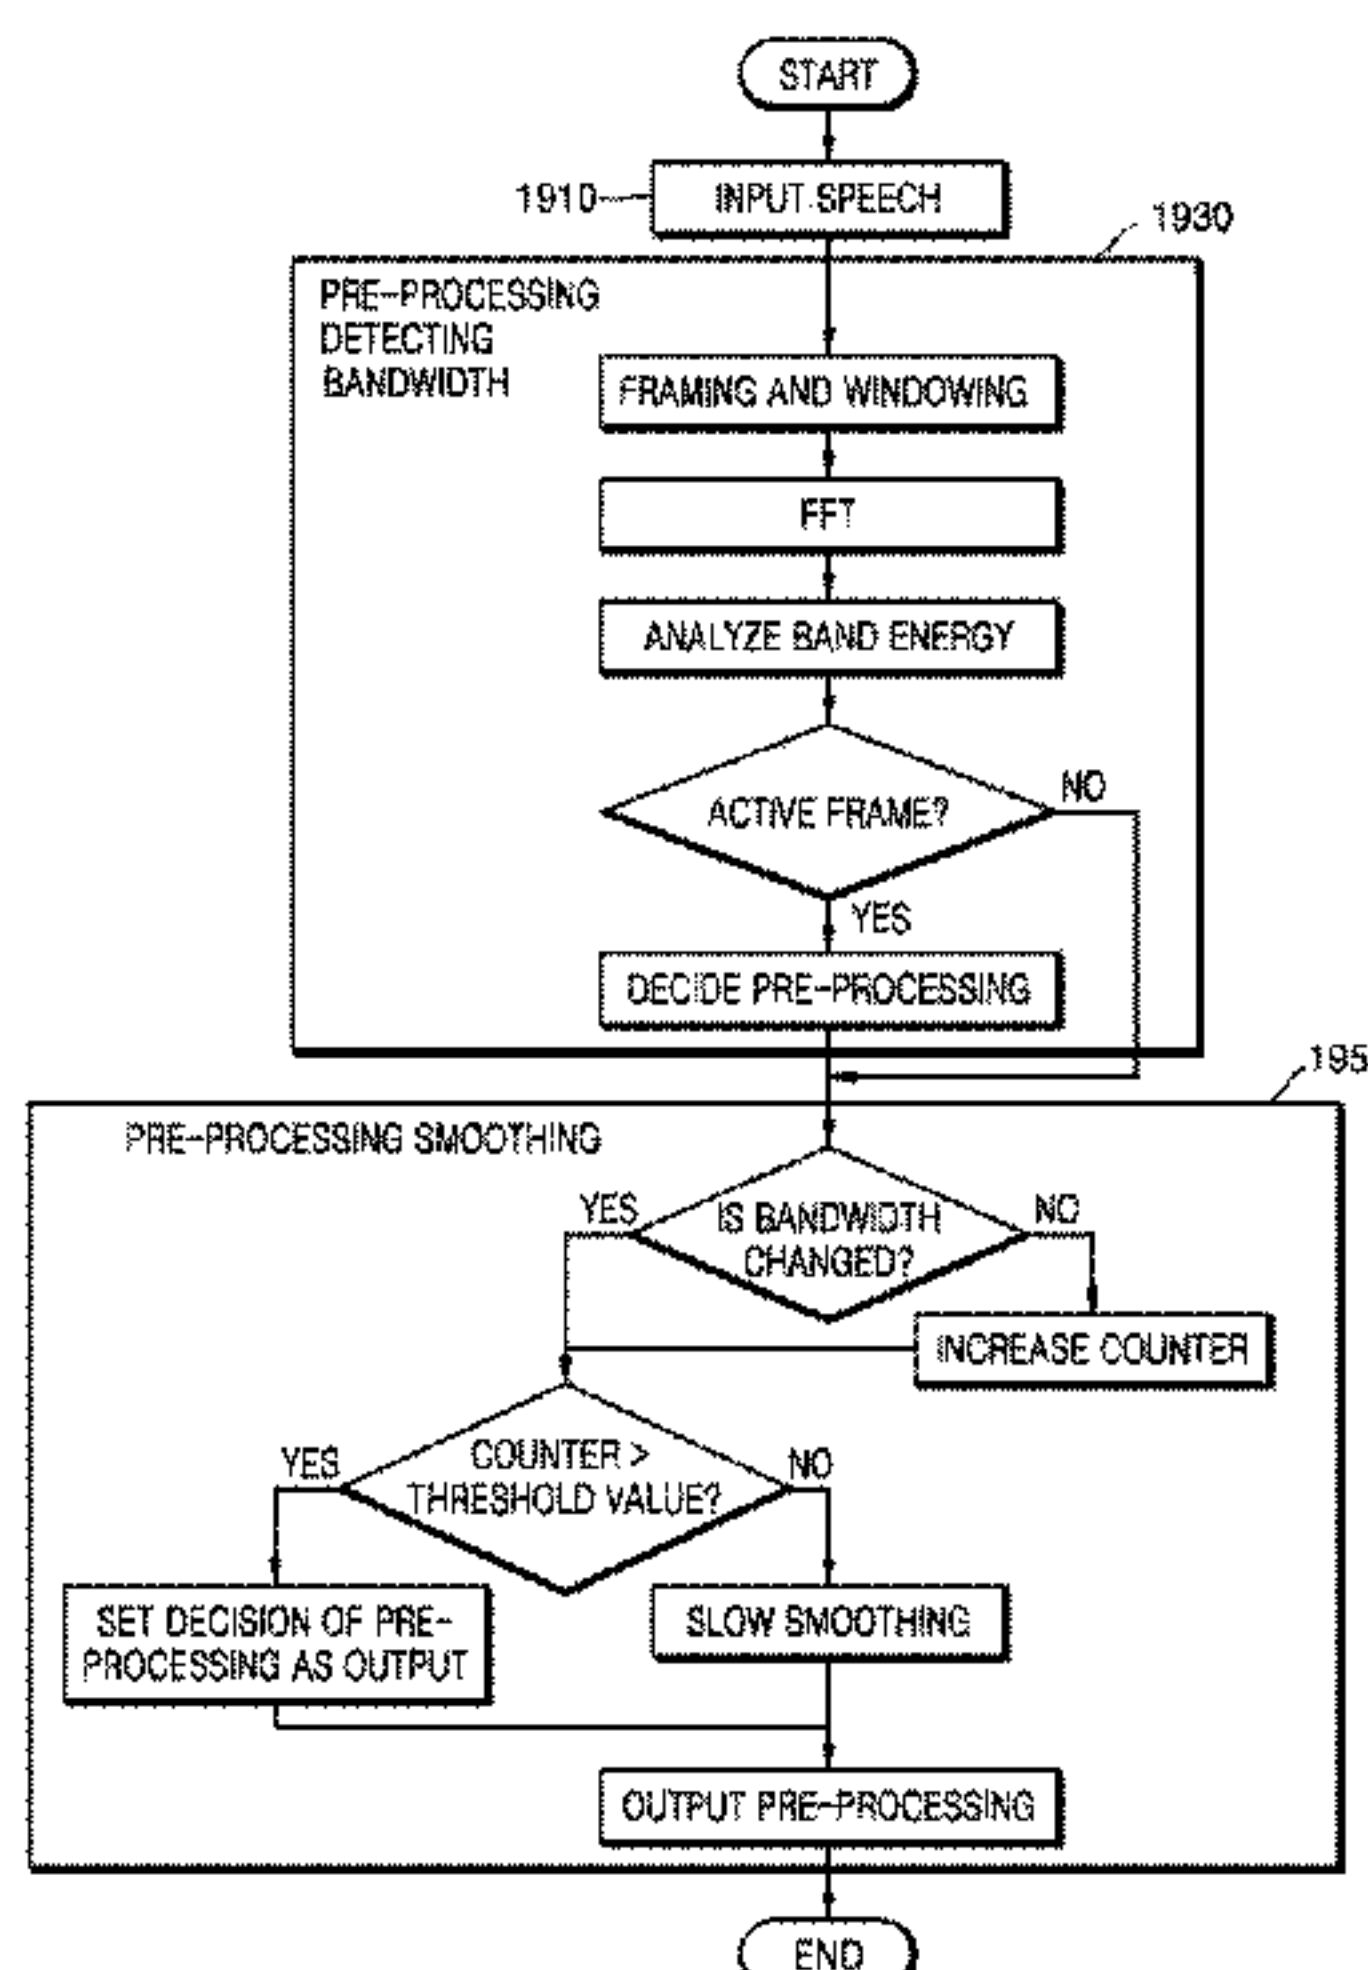 START
1910
INPUT SPEECH
1930
PRE-PROCESSING
DETECTING
BANDWIDTH
FRAMING AND WINDOWING
FFT
ANALYZE BAND ENERGY
ACTIVE FRAME?
NO
YES
DECIDE PRE-PROCESSING
195
PRE-PROCESSING SMOOTHING
YES
IS BANDWIDTH
CHANGED?
NO
INCREASE COUNTER
YES
COUNTER >
THRESHOLD VALUE?
NO
SET DECISION OF PRE-
PROCESSING AS OUTPUT
SLOW SMOOTHING
OUTPUT PRE-PROCESSING
END